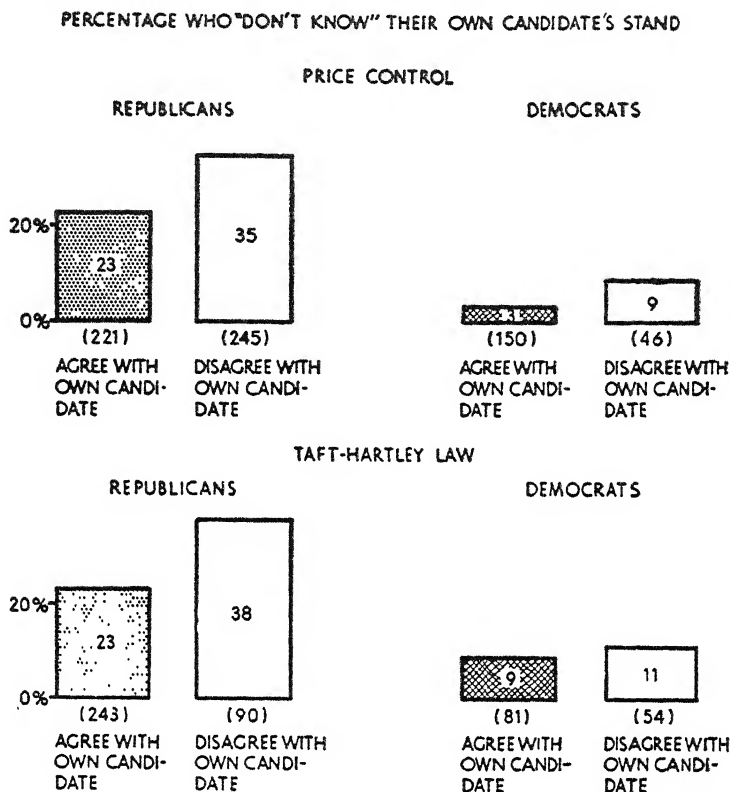 PERCENTAGE WHO "DON'T KNOW" THEIR OWN CANDIDATE'S STAND
PRICE CONTROL
REPUBLICANS
DEMOCRATS
20%
0%
23
35
3
9
(221)
(245)
(150)
(46)
AGREE WITH
OWN CANDI-
DATE
DISAGREE WITH
OWN CANDI-
DATE
AGREE WITH
OWN CANDI-
DATE
DISAGREE WITH
OWN CANDI-
DATE
TAFT-HARTLEY LAW
REPUBLICANS
DEMOCRATS
20%
0%
23
38
9
11
(243)
(90)
(81)
(54)
AGREE WITH
OWN CANDI-
DATE
DISAGREE WITH
OWN CANDI-
DATE
AGREE WITH
OWN CANDI-
DATE
DISAGREE WITH
OWN CANDI-
DATE